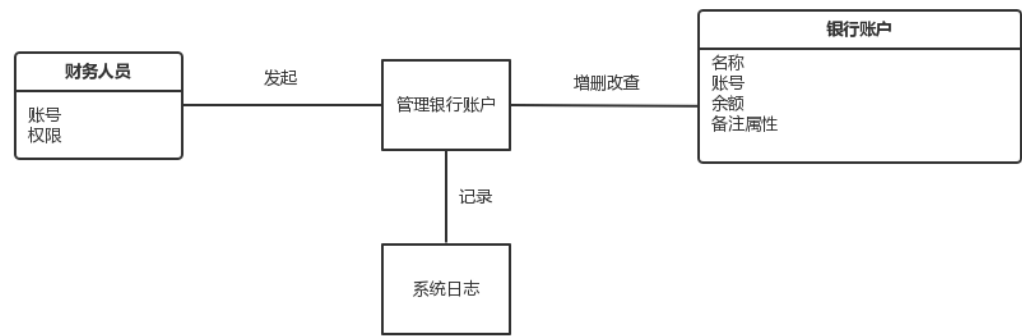 财务人员
账号
权限
发起
管理银行账户
增删改查
银行账户
名称
账号
余额
备注属性
记录
系统日志